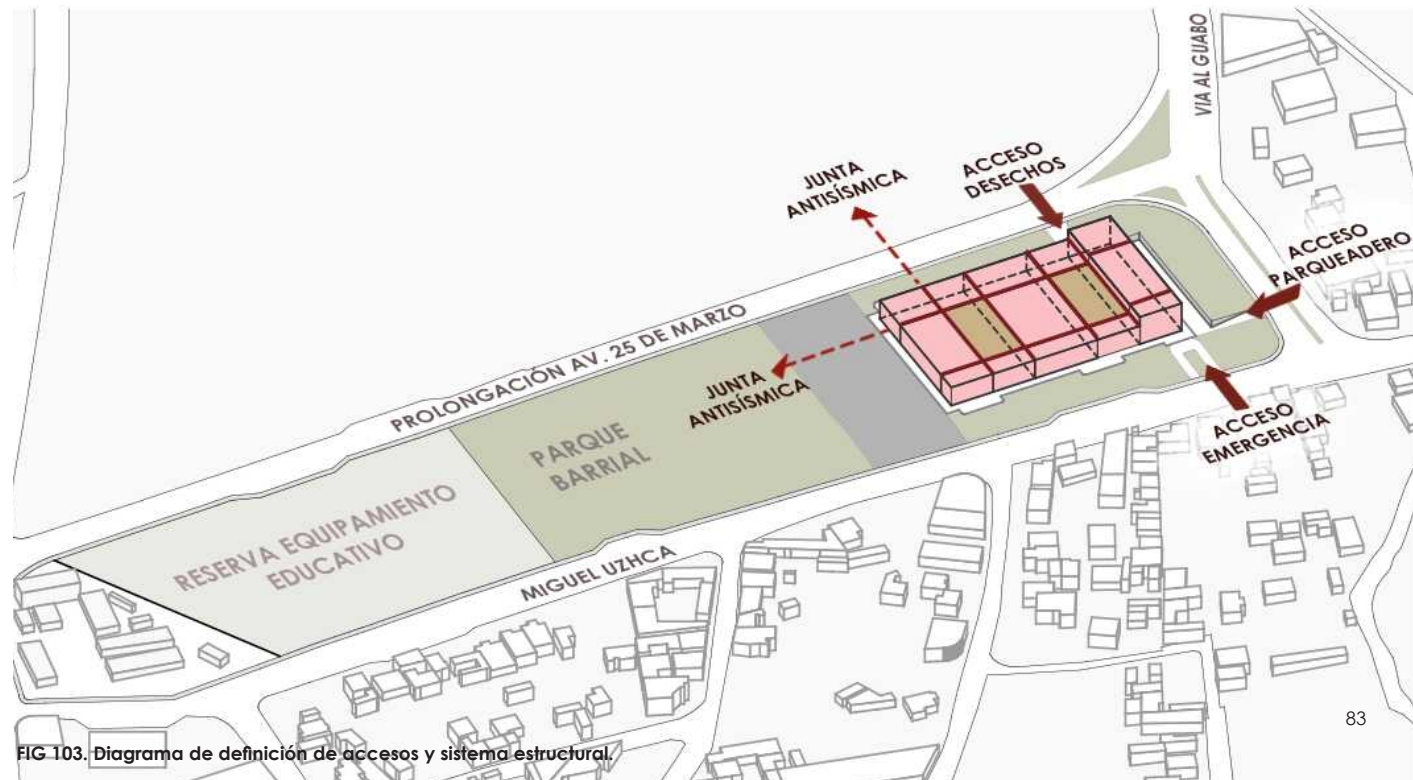 VIA AL GUABO
JUNTA
ANTISÍSMICA
ACCESO
DESECHOS
ACCESO
PARQUEADERO
PROLONGACIÓN AV. 25 DE MARZO
JUNTA
ANTISÍSMICA
ACCESO
EMERGENCIA
PARQUE
BARRIAL
RESERVA EQUIPAMIENTO
EDUCATIVO
MIGUEL UZHCA
83
FIG 103. Diagrama de definición de accesos y sistema estructural.